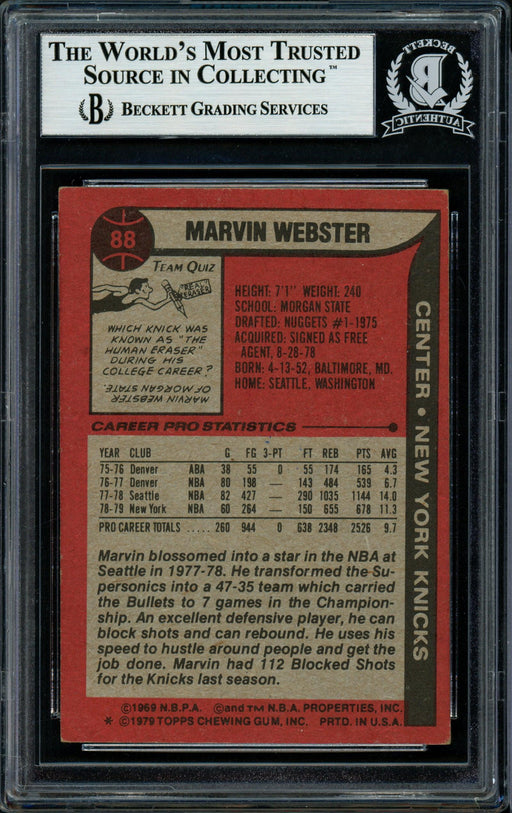 THE WORLD'S MOST TRUSTED
SOURCE IN COLLECTING™
B BECKETT GRADING SERVICES
BECKETT
B
AUTHENTIC
88
MARVIN WEBSTER
TEAM QUIZ
"REAL" ERASER
WHICH KNICK WAS
KNOWN AS "THE
HUMAN ERASER"
DURING HIS
COLLEGE CAREER?
MARVIN WEBSTER
OF MORGAN STATE.
HEIGHT: 7'1" WEIGHT: 240
SCHOOL: MORGAN STATE
DRAFTED: NUGGETS #1-1975
ACQUIRED: SIGNED AS FREE
AGENT, 8-28-78
BORN: 4-13-52, BALTIMORE, MD.
HOME: SEATTLE, WASHINGTON
CENTER • NEW YORK KNICKS
CAREER PRO STATISTICS
YEAR CLUB G FG 3-PT FT REB PTS AVG
75-76 Denver ABA 38 55 0 55 174 165 4.3
76-77 Denver NBA 80 198 — 143 484 539 6.7
77-78 Seattle NBA 82 427 — 290 1035 1144 14.0
78-79 New York NBA 60 264 — 150 655 678 11.3
PRO CAREER TOTALS ..... 260 944 0 638 2348 2526 9.7
Marvin blossomed into a star in the NBA at
Seattle in 1977-78. He transformed the Su-
personics into a 47-35 team which carried
the Bullets to 7 games in the Champion-
ship. An excellent defensive player, he can
block shots and can rebound. He uses his
speed to hustle around people and get the
job done. Marvin had 112 Blocked Shots
for the Knicks last season.
©1969 N.B.P.A. ©and TM N.B.A. PROPERTIES, INC.
* ©1979 TOPPS CHEWING GUM, INC. PRTD. IN U.S.A.